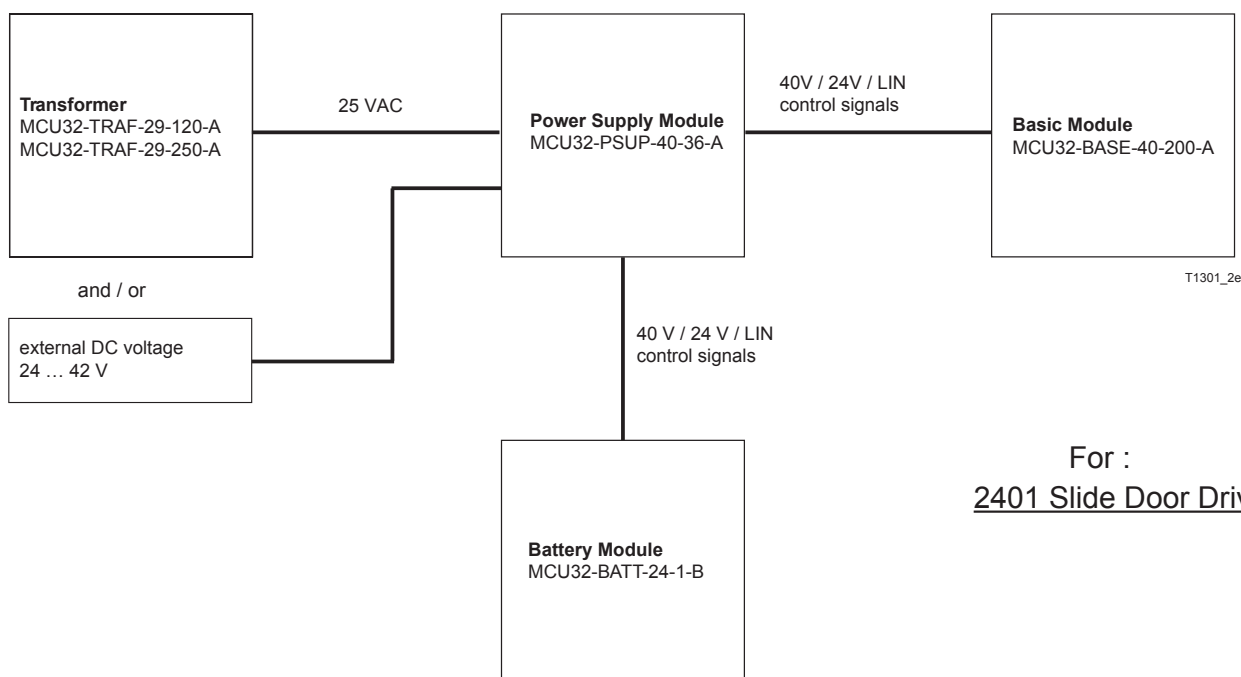 Transformer
MCU32-TRAF-29-120-A
MCU32-TRAF-29-250-A
25 VAC
Power Supply Module
MCU32-PSUP-40-36-A
40V / 24V / LIN
control signals
Basic Module
MCU32-BASE-40-200-A
T1301_2e
and / or
external DC voltage
24 … 42 V
40 V / 24 V / LIN
control signals
For :
2401 Slide Door
Battery Module
MCU32-BATT-24-1-B